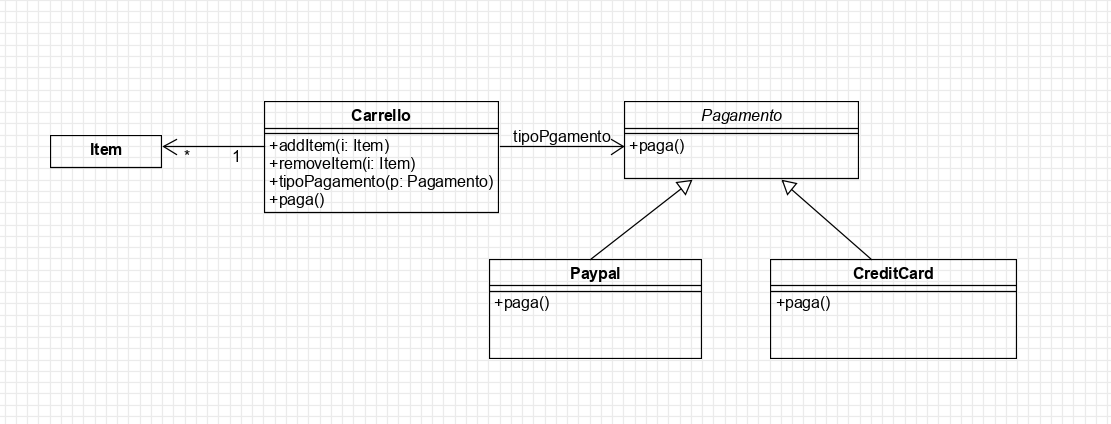 Item
*
1
Carrello
+addItem(i: Item)
+removeItem(i: Item)
+tipoPagamento(p: Pagamento)
+paga()
tipoPgamento
Pagamento
+paga()
Paypal
+paga()
CreditCard
+paga()